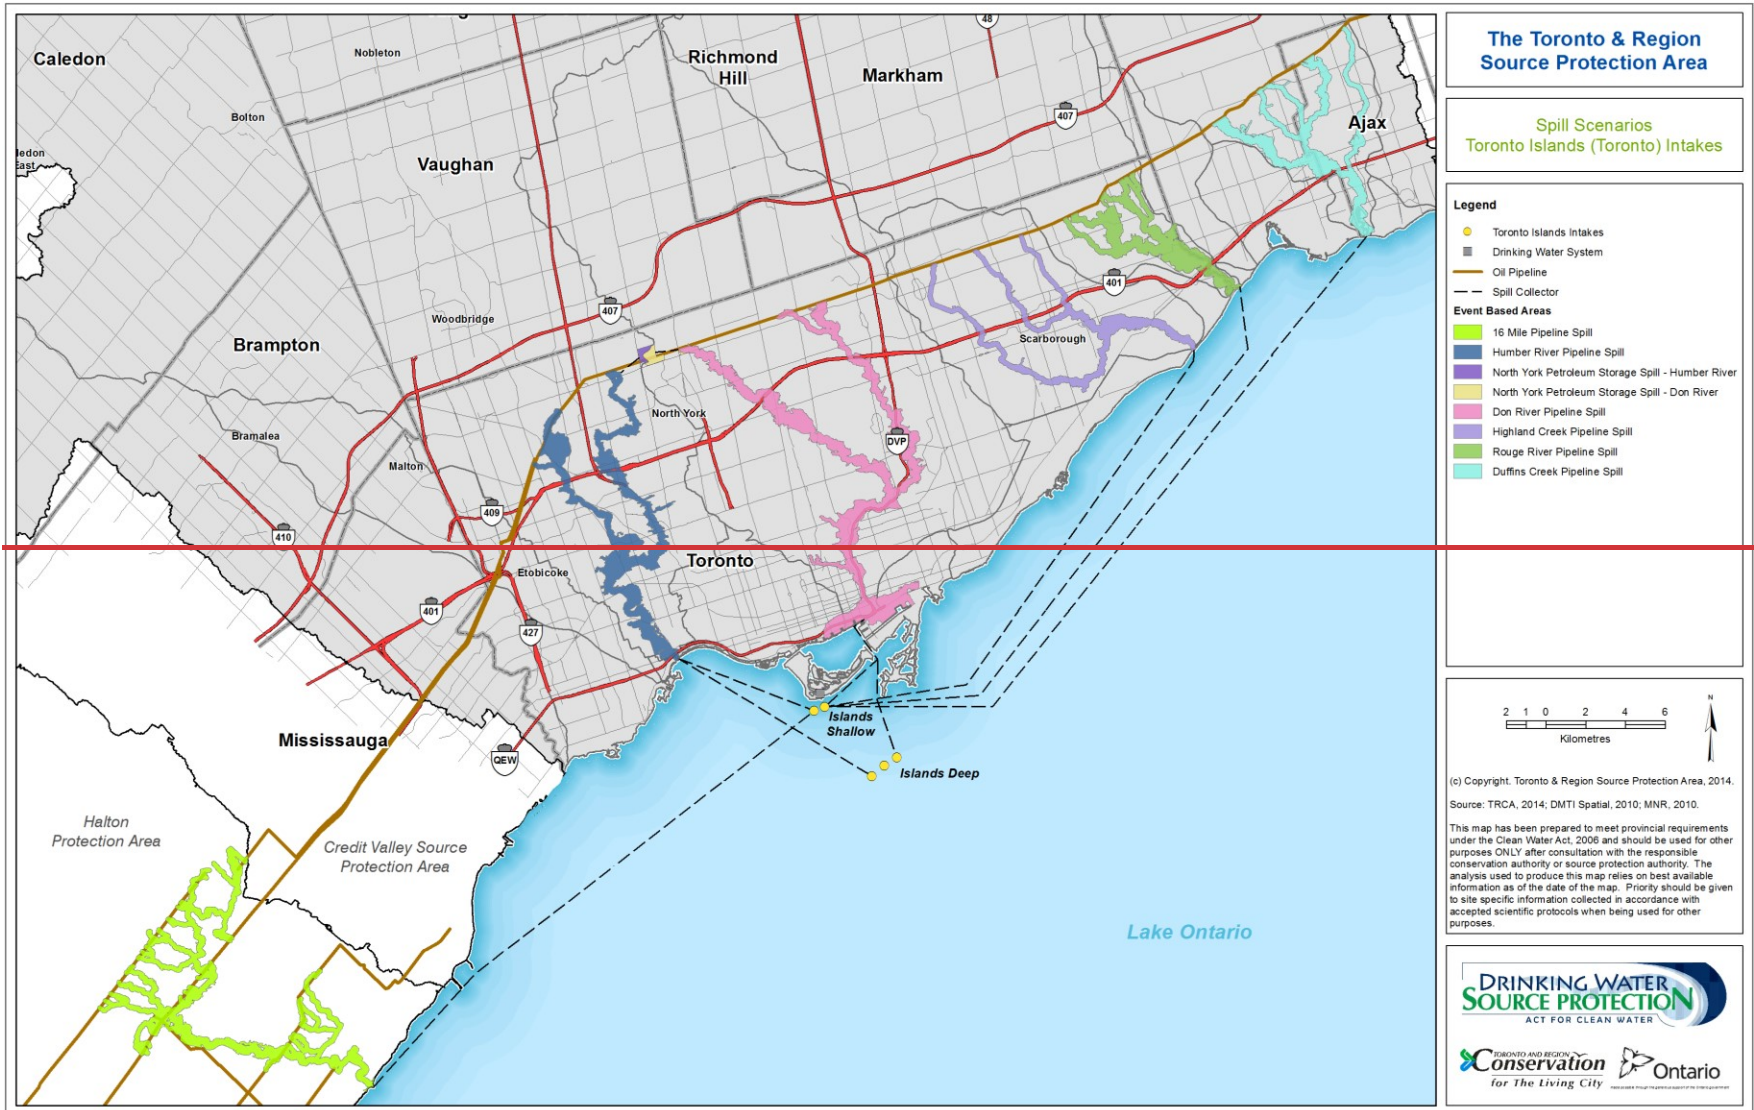 48
Caledon
Nobleton
Richmond
Hill
Markham
The Toronto & Region
Source Protection Area
Bolton
407
Ajax
Spill Scenarios
Toronto Islands (Toronto) Intakes
East
Vaughan
Legend
Toronto Islands Intakes
Drinking Water System
Oil Pipeline
Spill Collector
Event Based Areas
16 Mile Pipeline Spill
Humber River Pipeline Spill
North York Petroleum Storage Spill - Humber River
North York Petroleum Storage Spill - Don River
Don River Pipeline Spill
Highland Creek Pipeline Spill
Rouge River Pipeline Spill
Duffins Creek Pipeline Spill
401
407
Woodbridge
Scarborough
Brampton
North York
Bramalea
DVP
Malton
409
410
Toronto
Etobicoke
401
427
Islands
Shallow
Mississauga
QEW
Islands Deep
Halton
Protection Area
Credit Valley Source
Protection Area
Lake Ontario
N
2 1 0 2 4 6
Kilometres
(c) Copyright. Toronto & Region Source Protection Area, 2014.
Source: TRCA, 2014; DMTI Spatial, 2010; MNR, 2010.
This map has been prepared to meet provincial requirements
under the Clean Water Act, 2006 and should be used for other
purposes ONLY after consultation with the responsible
conservation authority or source protection authority. The
analysis used to produce this map relies on best available
information as of the date of the map. Priority should be given
to site specific information collected in accordance with
accepted scientific protocols when being used for other
purposes.
DRINKING WATER
SOURCE PROTECTION
ACT FOR CLEAN WATER
TORONTO AND REGION
Conservation
for The Living City
Ontario